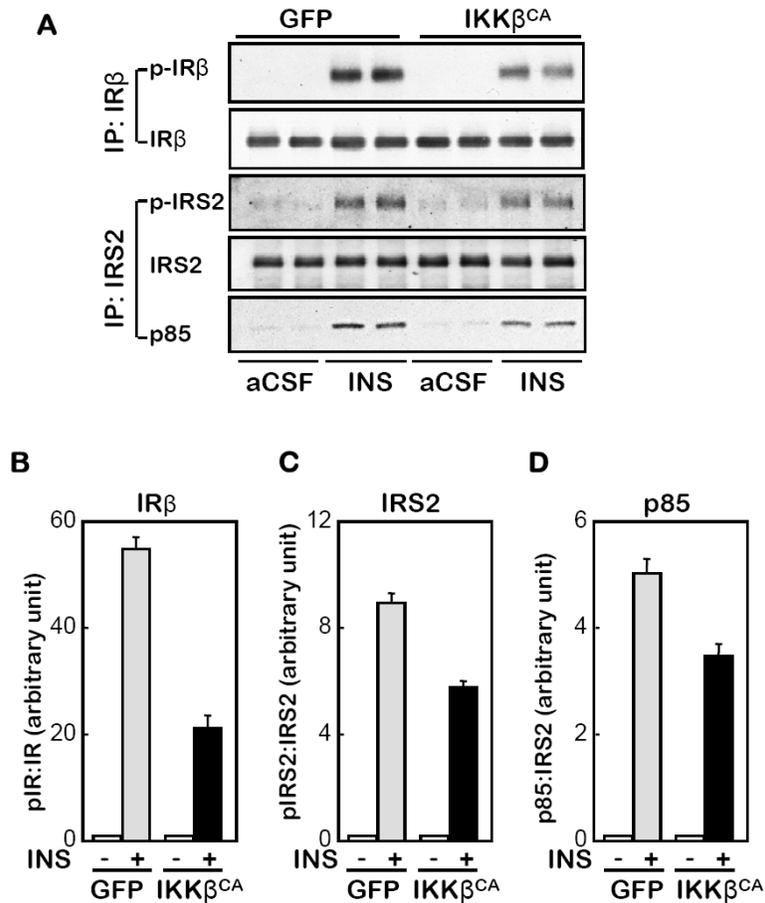 A
GFP IKKβCA
IP: IRβ
p-IRβ
IRβ
IP: IRS2
p-IRS2
IRS2
p85
aCSF INS aCSF INS
B
IRβ
pIR:IR (arbitrary unit)
60
40
20
0
INS - + - +
GFP IKKβCA
C
IRS2
pIRS2:IRS2 (arbitrary unit)
12
8
4
0
INS - + - +
GFP IKKβCA
D
p85
p85:IRS2 (arbitrary unit)
6
4
2
0
INS - + - +
GFP IKKβCA